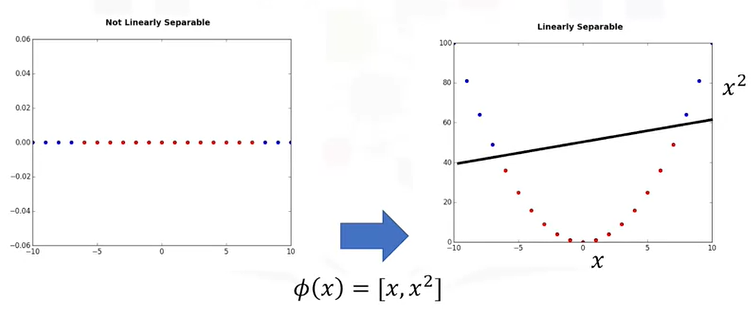 Not Linearly Separable
0.06
0.04
0.02
0.00
−0.02
−0.04
−0.06
−10 −5 0 5 10
Linearly Separable
100
80
60
40
20
0
−10 −5 0 5 10
x²
x
ϕ(x) = [x, x²]